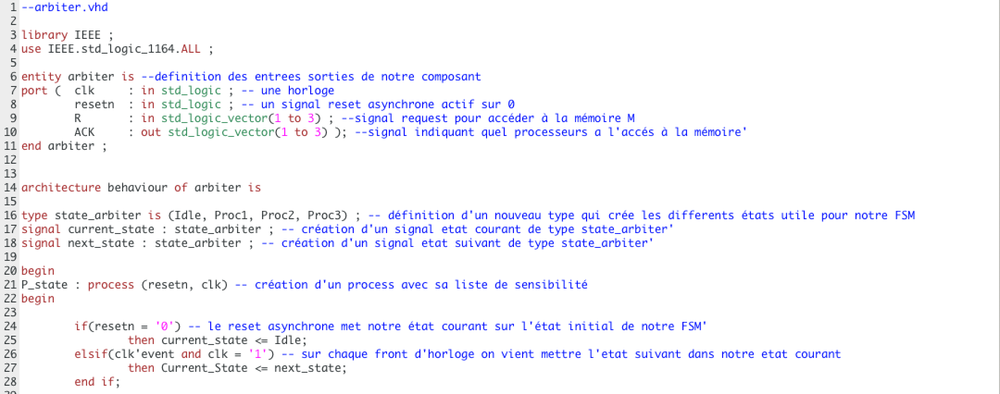 1 --arbiter.vhd
2
3 library IEEE ;
4 use IEEE.std_logic_1164.ALL ;
5
6 entity arbiter is --definition des entrees sorties de notre composant
7 port (  clk     : in std_logic ; -- une horloge
8         resetn  : in std_logic ; -- un signal reset asynchrone actif sur 0
9         R       : in std_logic_vector(1 to 3) ; --signal request pour accéder à la mémoire M
10         ACK     : out std_logic_vector(1 to 3) ); --signal indiquant quel processeurs a l'accés à la mémoire'
11 end arbiter ;
12
13
14 architecture behaviour of arbiter is
15
16 type state_arbiter is (Idle, Proc1, Proc2, Proc3) ; -- définition d'un nouveau type qui crée les differents états utile pour notre FSM
17 signal current_state : state_arbiter ; -- création d'un signal etat courant de type state_arbiter'
18 signal next_state : state_arbiter ; -- création d'un signal etat suivant de type state_arbiter'
19
20 begin
21 P_state : process (resetn, clk) -- création d'un process avec sa liste de sensibilité
22 begin
23
24         if(resetn = '0') -- le reset asynchrone met notre état courant sur l'état initial de notre FSM'
25                 then current_state <= Idle;
26         elsif(clk'event and clk = '1') -- sur chaque front d'horloge on vient mettre l'etat suivant dans notre etat courant
27                 then Current_State <= next_state;
28         end if;